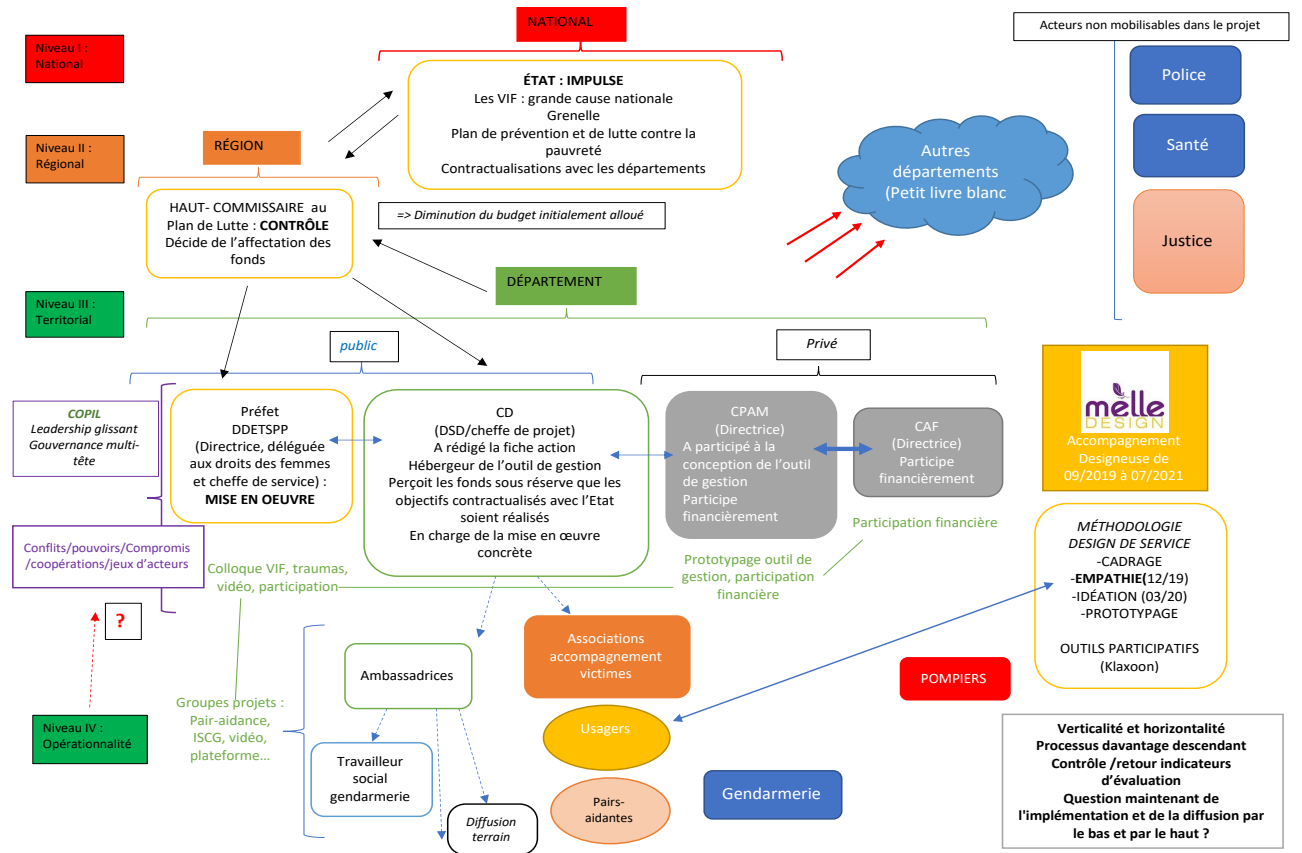 NATIONAL
Acteurs non mobilisables dans le projet
Niveau I :
National
ÉTAT : IMPULSE
Les VIF : grande cause nationale
Grenelle
Plan de prévention et de lutte contre la
pauvreté
Contractualisations avec les départements
Police
Niveau II :
Régional
RÉGION
Autres
départements
(Petit livre blanc
Santé
HAUT- COMMISSAIRE au
Plan de Lutte : CONTRÔLE
Décide de l’affectation des
fonds
=> Diminution du budget initialement alloué
Justice
Niveau III :
Territorial
DÉPARTEMENT
public
Privé
COPIL
Leadership glissant
Gouvernance multi-
tête
Préfet
DDETSPP
(Directrice, déléguée
aux droits des femmes
et cheffe de service) :
MISE EN OEUVRE
CD
(DSD/cheffe de projet)
A rédigé la fiche action
Hébergeur de l’outil de gestion
Perçoit les fonds sous réserve que les
objectifs contractualisés avec l’Etat
soient réalisés
En charge de la mise en œuvre
concrète
CPAM
(Directrice)
A participé à la
conception de l’outil
de gestion
Participe
financièrement
CAF
(Directrice)
Participe
financièrement
melle
DESIGN
Accompagnement
Designeuse de
09/2019 à 07/2021
Conflits/pouvoirs/Compromis
/coopérations/jeux d’acteurs
Colloque VIF, traumas,
vidéo, participation
Prototypage outil de
gestion, participation
financière
Participation financière
MÉTHODOLOGIE
DESIGN DE SERVICE
-CADRAGE
-EMPATHIE(12/19)
-IDÉATION (03/20)
-PROTOTYPAGE
OUTILS PARTICIPATIFS
(Klaxoon)
?
Ambassadrices
Associations
accompagnement
victimes
POMPIERS
Niveau IV :
Opérationnalité
Groupes projets :
Pair-aidance,
ISCG, vidéo,
plateforme…
Usagers
Travailleur
social
gendarmerie
Diffusion
terrain
Pairs-
aidantes
Gendarmerie
Verticalité et horizontalité
Processus davantage descendant
Contrôle /retour indicateurs
d’évaluation
Question maintenant de
l'implémentation et de la diffusion par
le bas et par le haut ?